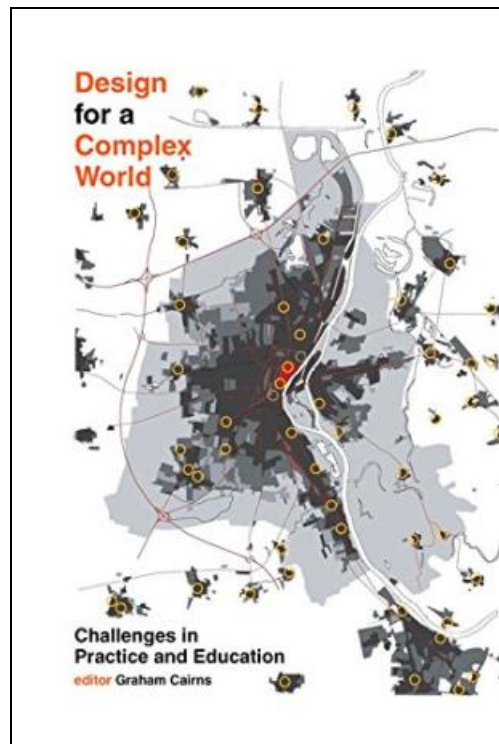 Design
for a
Complex
World
Challenges in
Practice and Education
editor Graham Cairns